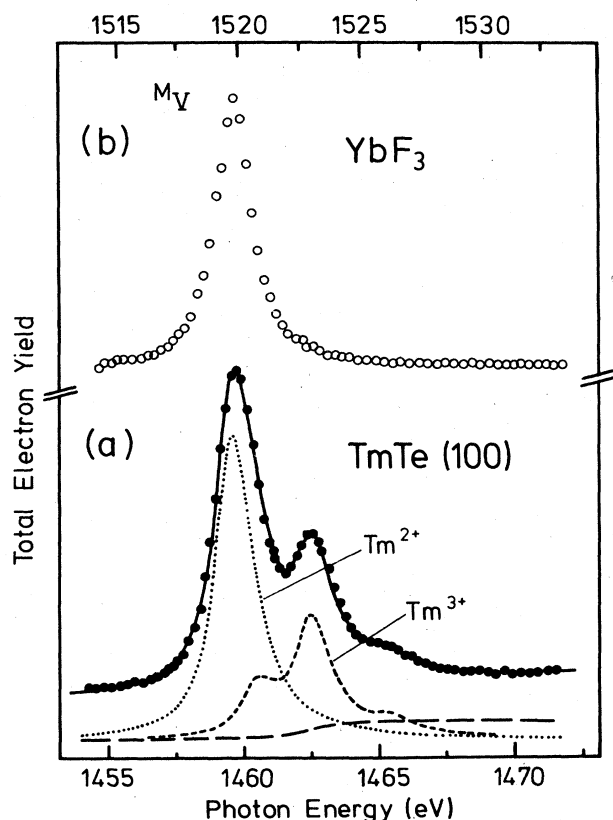 1515 1520 1525 1530
M V
(b) YbF3
Total Electron Yield
(a) TmTe (100)
Tm2+
Tm3+
1455 1460 1465 1470
Photon Energy (eV)